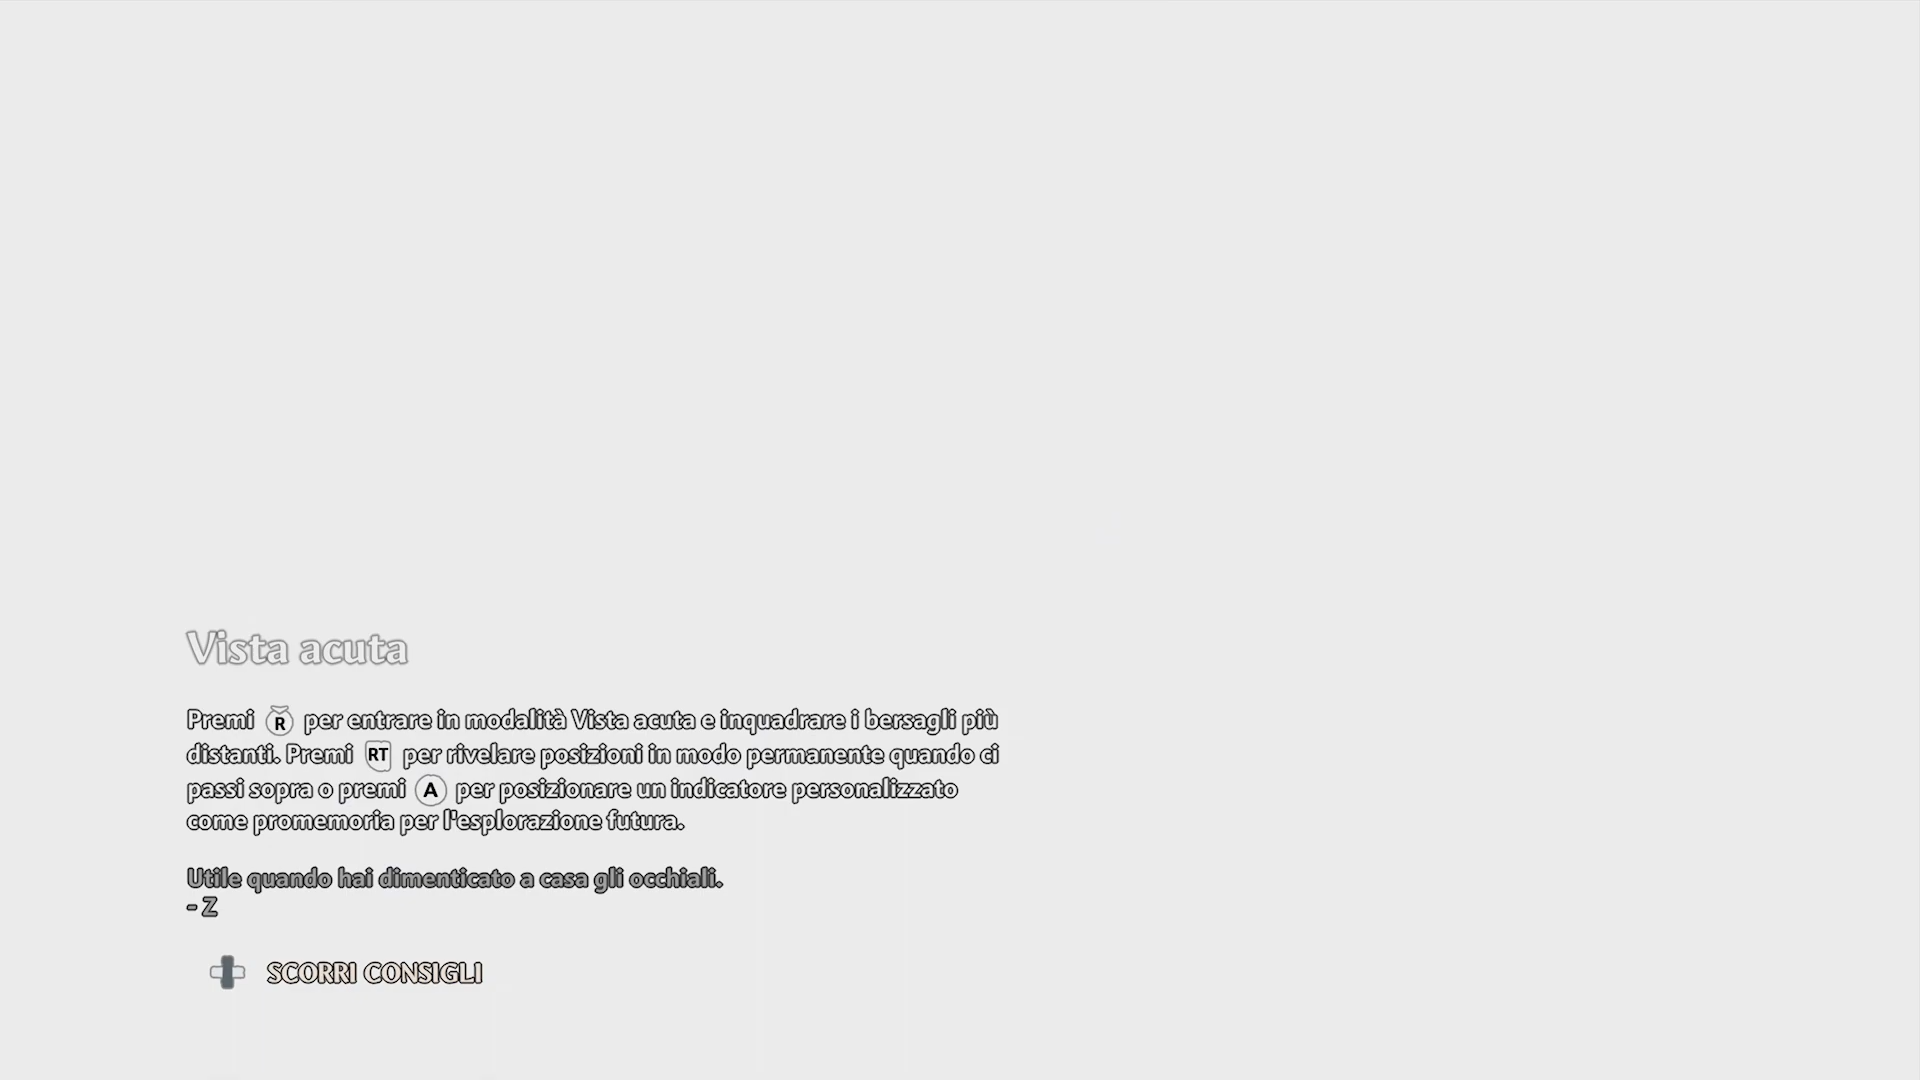 Vista acuta
Premi R per entrare in modalità Vista acuta e inquadrare i bersagli più
distanti. Premi RT per rivelare posizioni in modo permanente quando ci
passi sopra o premi A per posizionare un indicatore personalizzato
come promemoria per l'esplorazione futura.
Utile quando hai dimenticato a casa gli occhiali.
- Z
SCORRI CONSIGLI